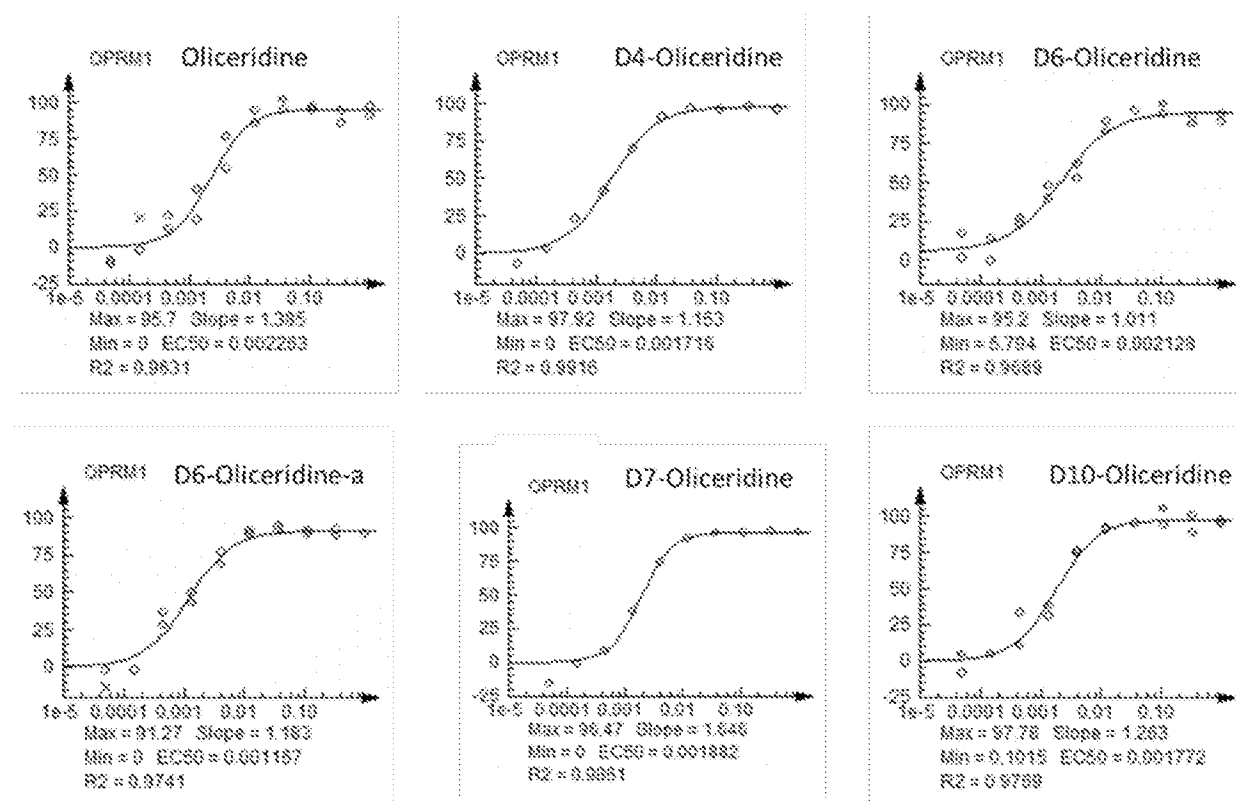 OPRM1 Oliceridine
100
75
50
25
0
-25
1e-5 0.0001 0.001 0.01 0.10
Max = 95.7 Slope = 1.395
Min = 0 EC50 = 0.002283
R2 = 0.9631
OPRM1 D4-Oliceridine
100
75
50
25
0
1e-5 0.0001 0.001 0.01 0.10
Max = 97.92 Slope = 1.153
Min = 0 EC50 = 0.001716
R2 = 0.9916
OPRM1 D6-Oliceridine
100
75
50
25
0
1e-5 0.0001 0.001 0.01 0.10
Max = 95.2 Slope = 1.011
Min = 5.794 EC50 = 0.002128
R2 = 0.9689
OPRM1 D6-Oliceridine-a
100
75
50
25
0
1e-5 0.0001 0.001 0.01 0.10
Max = 91.27 Slope = 1.183
Min = 0 EC50 = 0.001167
R2 = 0.9741
OPRM1 D7-Oliceridine
100
75
50
25
0
-25
1e-5 0.0001 0.001 0.01 0.10
Max = 96.47 Slope = 1.646
Min = 0 EC50 = 0.001882
R2 = 0.9951
OPRM1 D10-Oliceridine
100
75
50
25
0
-25
1e-5 0.0001 0.001 0.01 0.10
Max = 97.78 Slope = 1.283
Min = 0.1015 EC50 = 0.001772
R2 = 0.9769